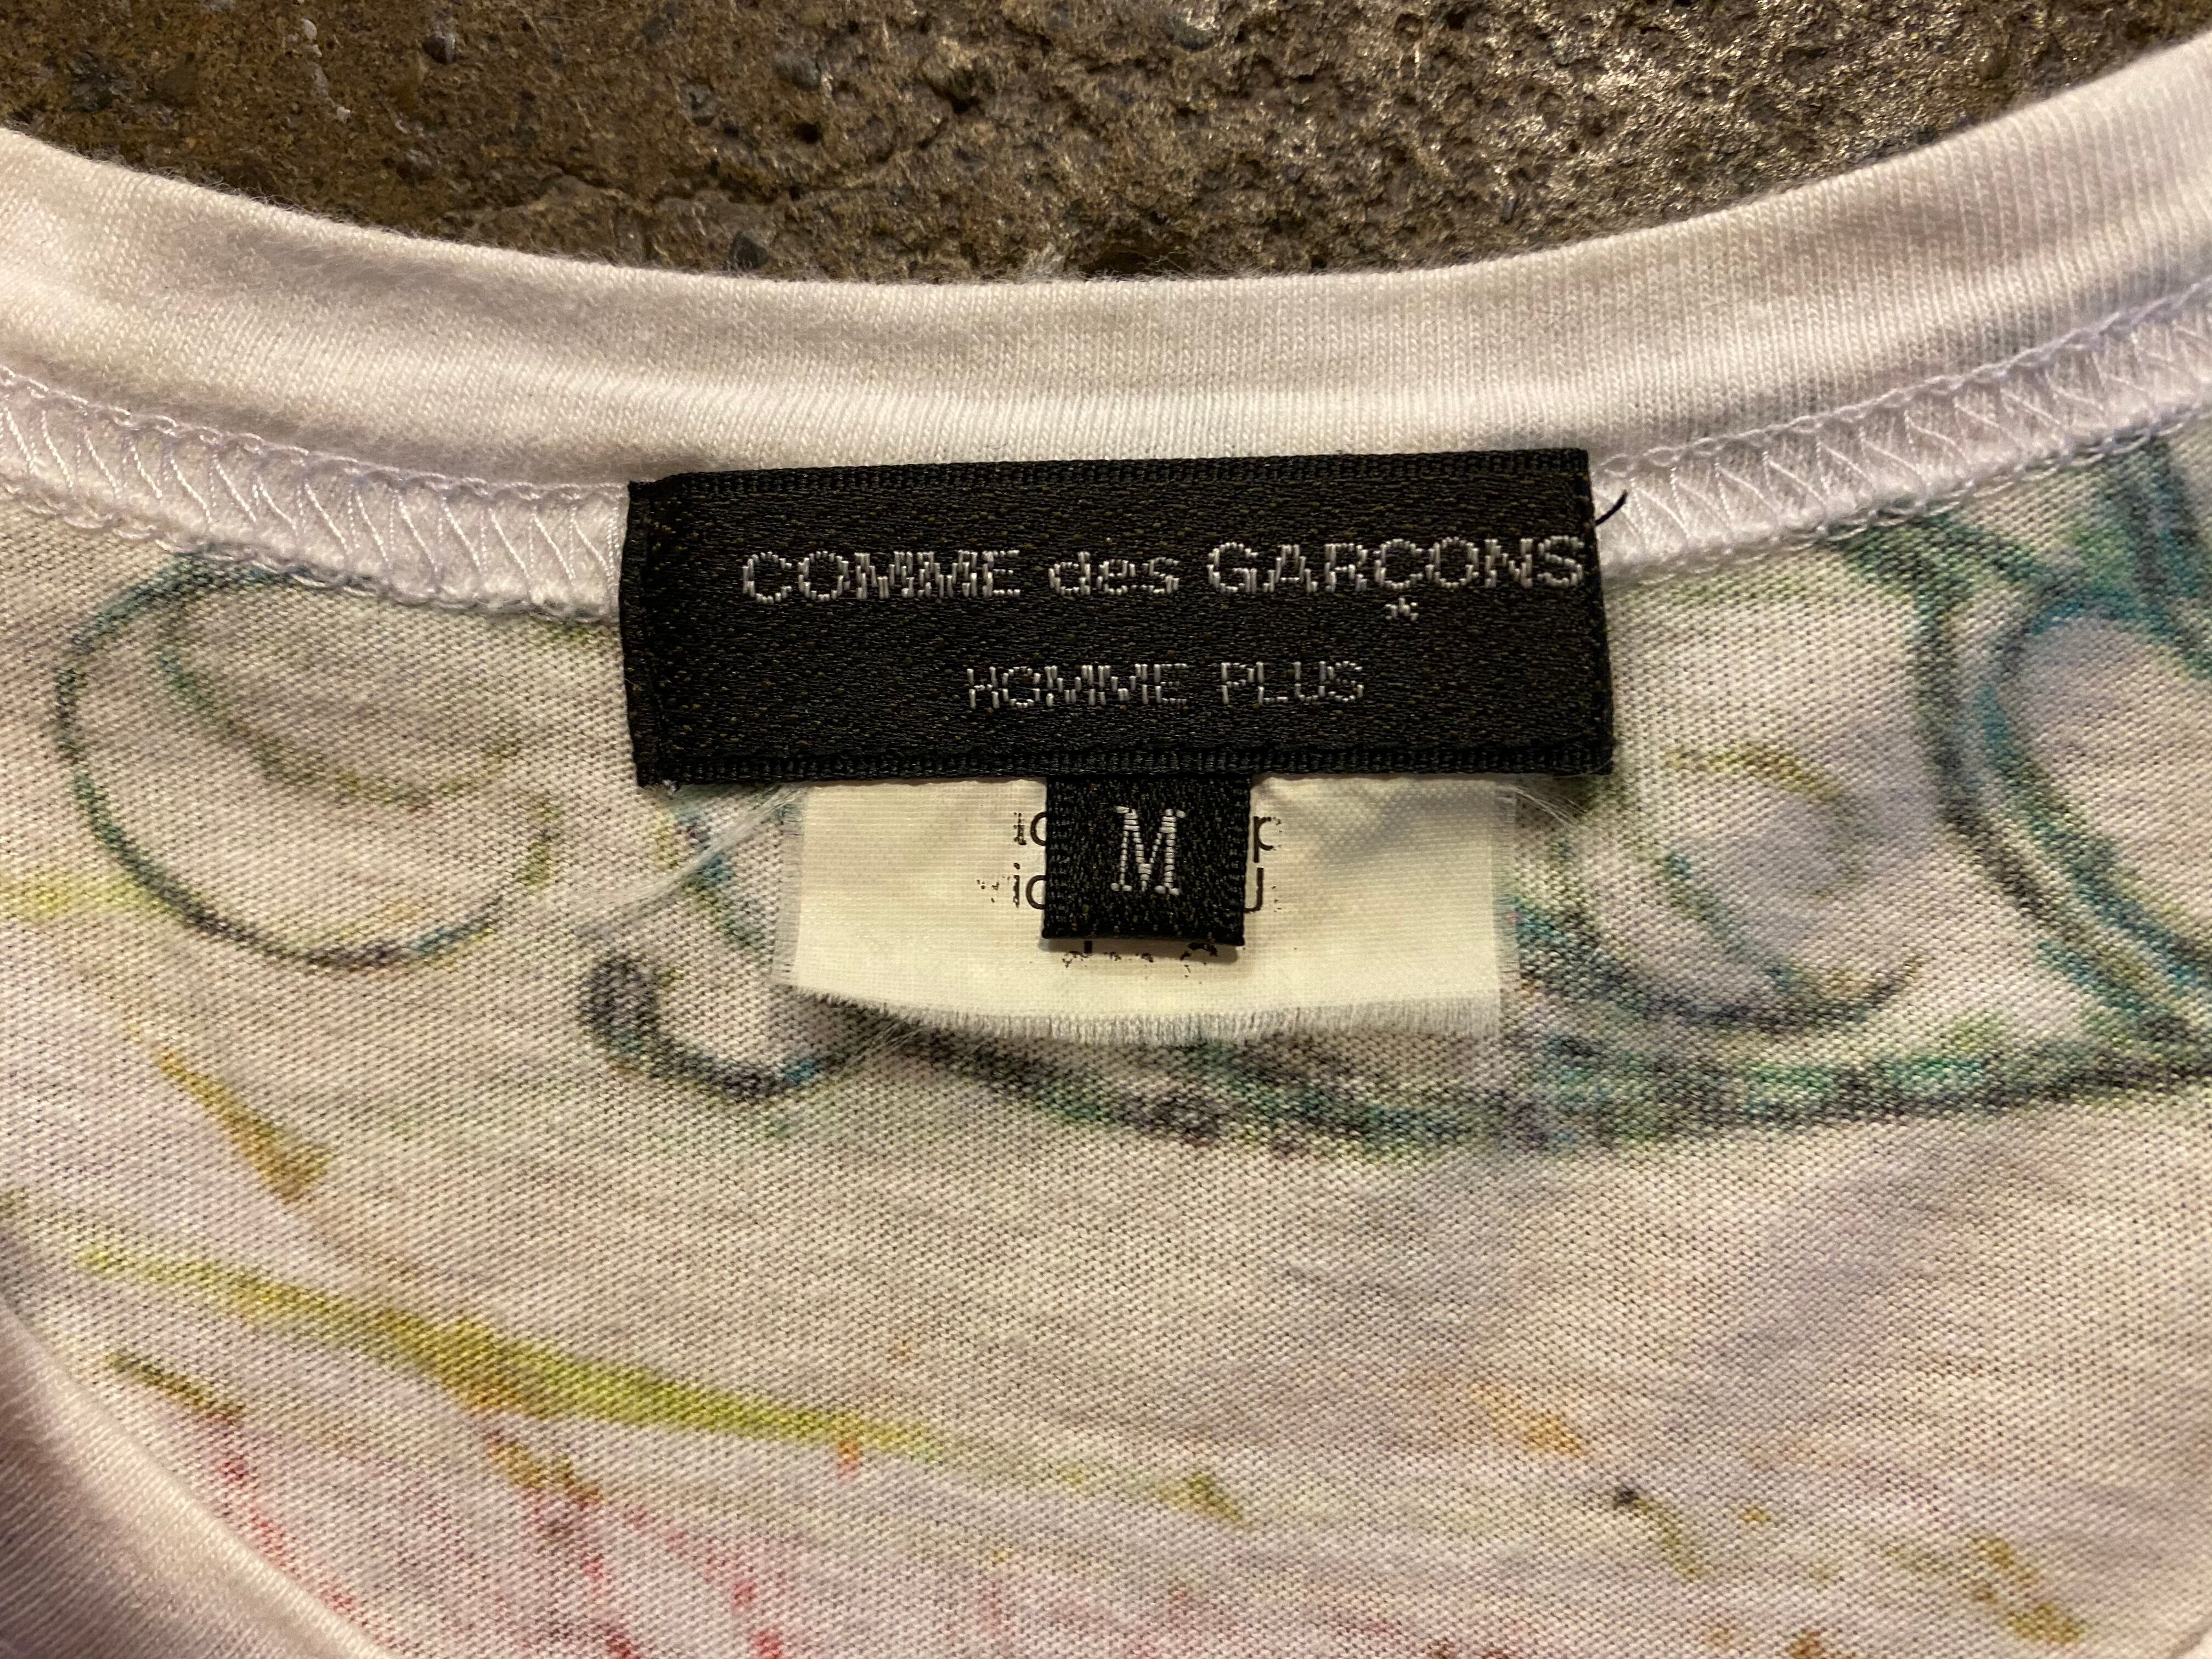 COMME des GARÇONS
*
HOMME PLUS
M